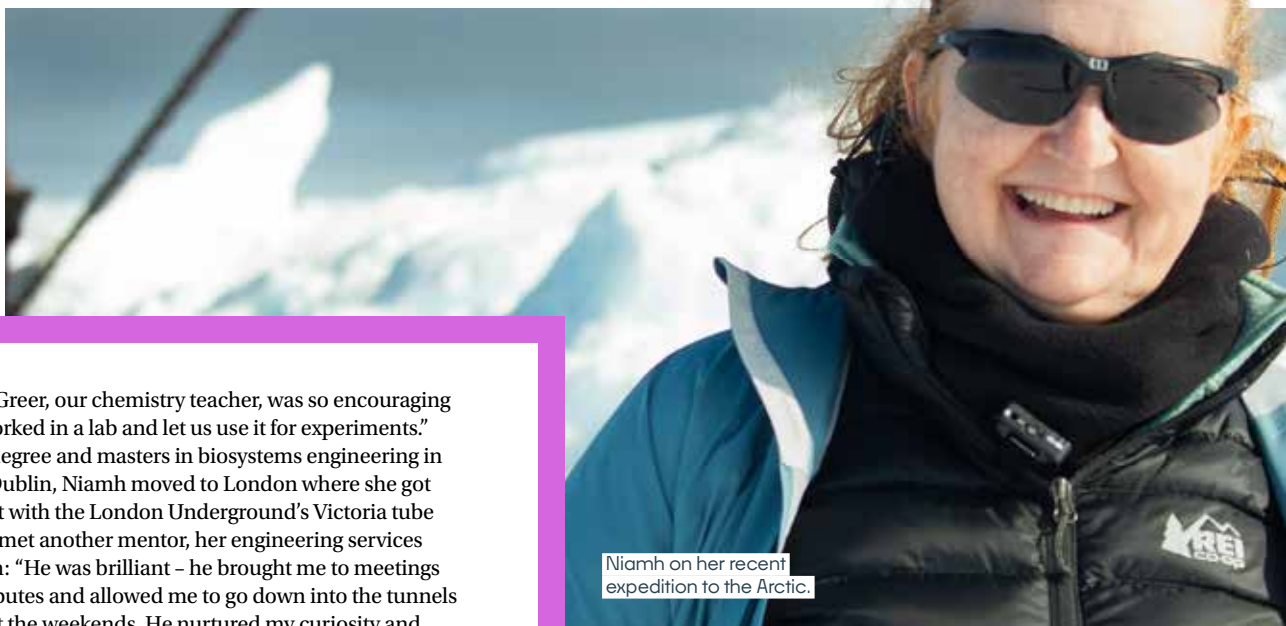 Greer, our chemistry teacher, was so encouraging
orked in a lab and let us use it for experiments.”
egree and masters in biosystems engineering in
Dublin, Niamh moved to London where she got
t with the London Underground’s Victoria tube
met another mentor, her engineering services
n: “He was brilliant – he brought me to meetings
putes and allowed me to go down into the tunnels
t the weekends. He nurtured my curiosity and
Niamh on her recent
expedition to the Arctic.
REI
COOP